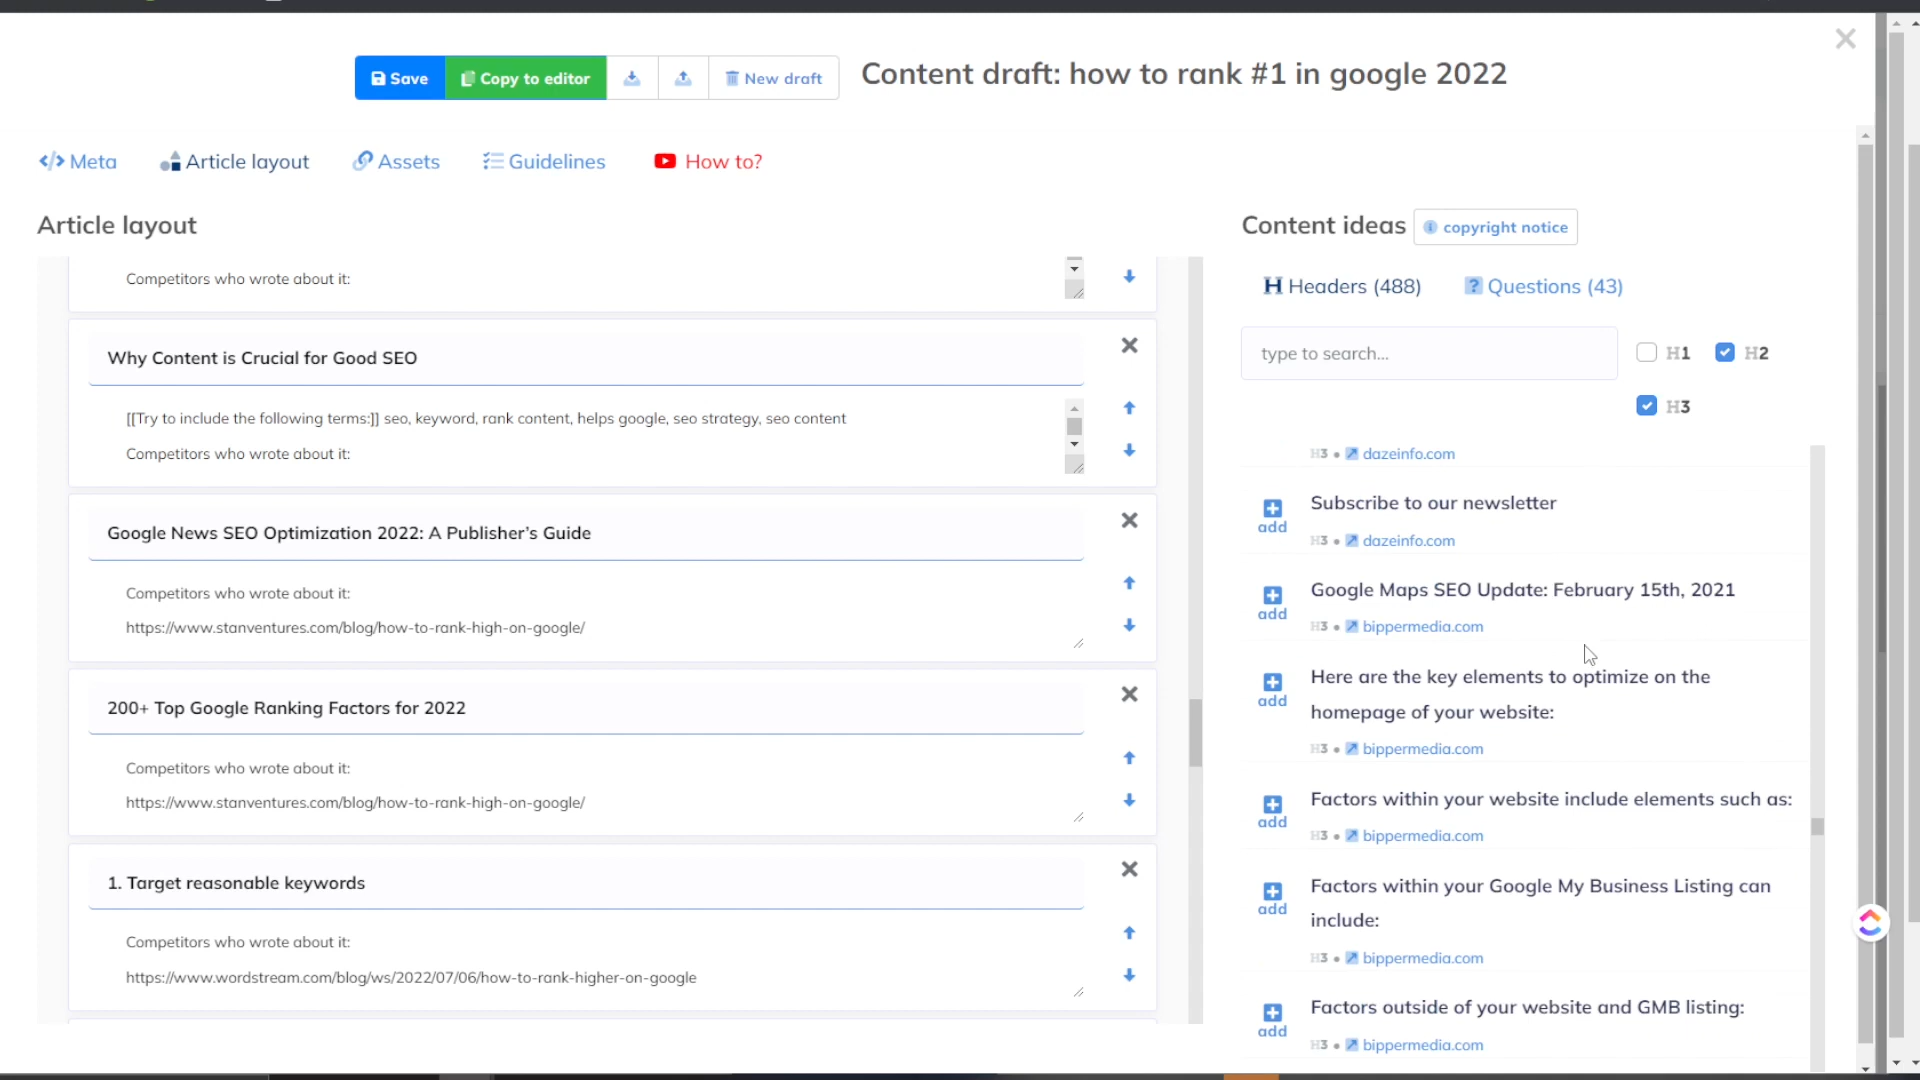 Save
Copy to editor
New draft
Content draft: how to rank #1 in google 2022
Meta
Article layout
Assets
Guidelines
How to?
Article layout
Competitors who wrote about it:
Why Content is Crucial for Good SEO
[[Try to include the following terms:]] seo, keyword, rank content, helps google, seo strategy, seo content
Competitors who wrote about it:
Google News SEO Optimization 2022: A Publisher's Guide
Competitors who wrote about it:
https://www.stanventures.com/blog/how-to-rank-high-on-google/
200+ Top Google Ranking Factors for 2022
Competitors who wrote about it:
https://www.stanventures.com/blog/how-to-rank-high-on-google/
1. Target reasonable keywords
Competitors who wrote about it:
https://www.wordstream.com/blog/ws/2022/07/06/how-to-rank-higher-on-google
Content ideas
copyright notice
H Headers (488)
? Questions (43)
type to search...
H1
H2
H3
H3 • dazeinfo.com
add
Subscribe to our newsletter
H3 • dazeinfo.com
add
Google Maps SEO Update: February 15th, 2021
H3 • bippermedia.com
add
Here are the key elements to optimize on the
homepage of your website:
H3 • bippermedia.com
add
Factors within your website include elements such as:
H3 • bippermedia.com
add
Factors within your Google My Business Listing can
include:
H3 • bippermedia.com
add
Factors outside of your website and GMB listing:
H3 • bippermedia.com